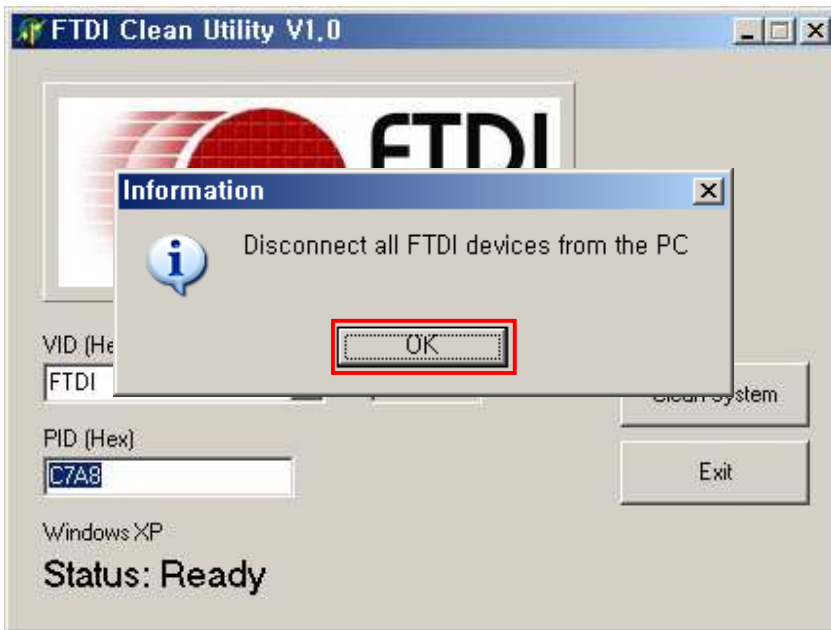 FTDI Clean Utility V1.0
FTDI
Information
Disconnect all FTDI devices from the PC
OK
VID (He
FTDI
Clean System
PID (Hex)
C7A8
Exit
Windows XP
Status: Ready